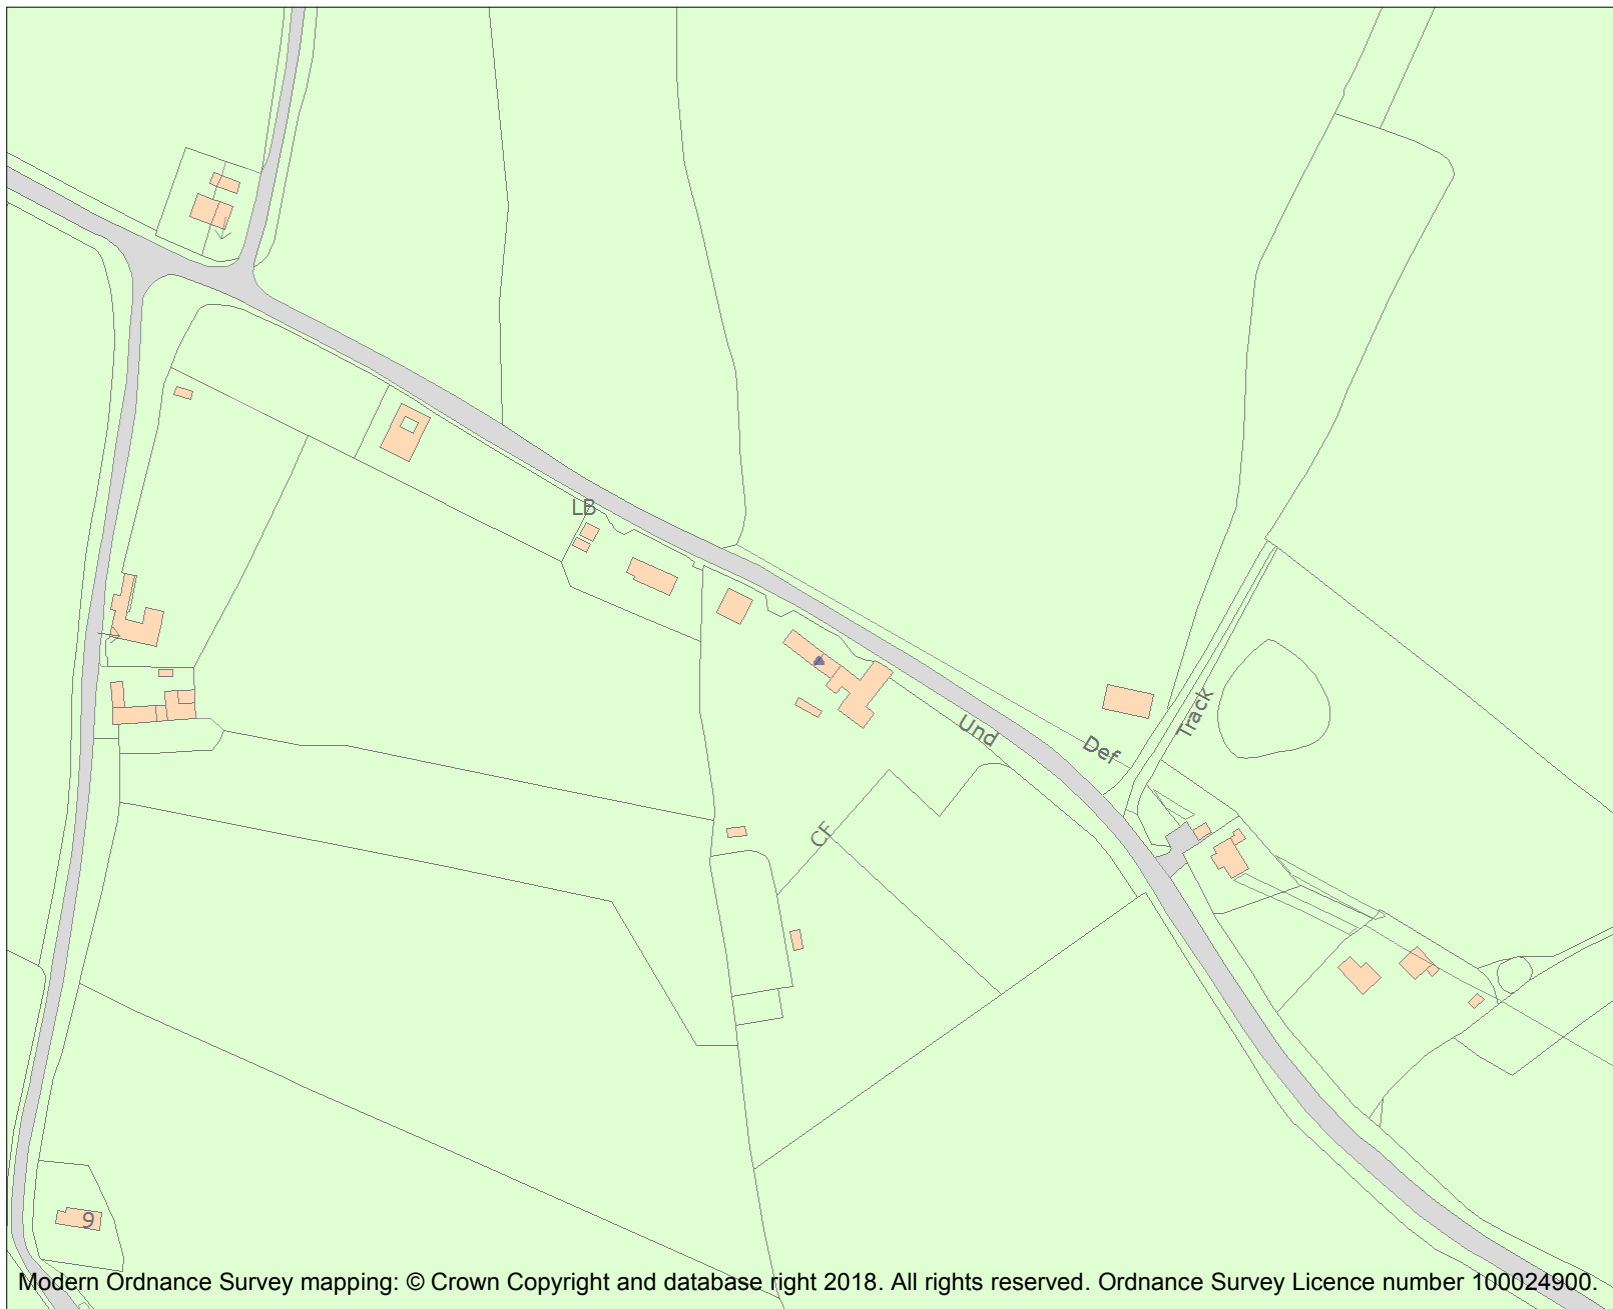 LB
Und
Def
Track
CF
9
Modern Ordnance Survey mapping: © Crown Copyright and database right 2018. All rights reserved. Ordnance Survey Licence number 100024900.